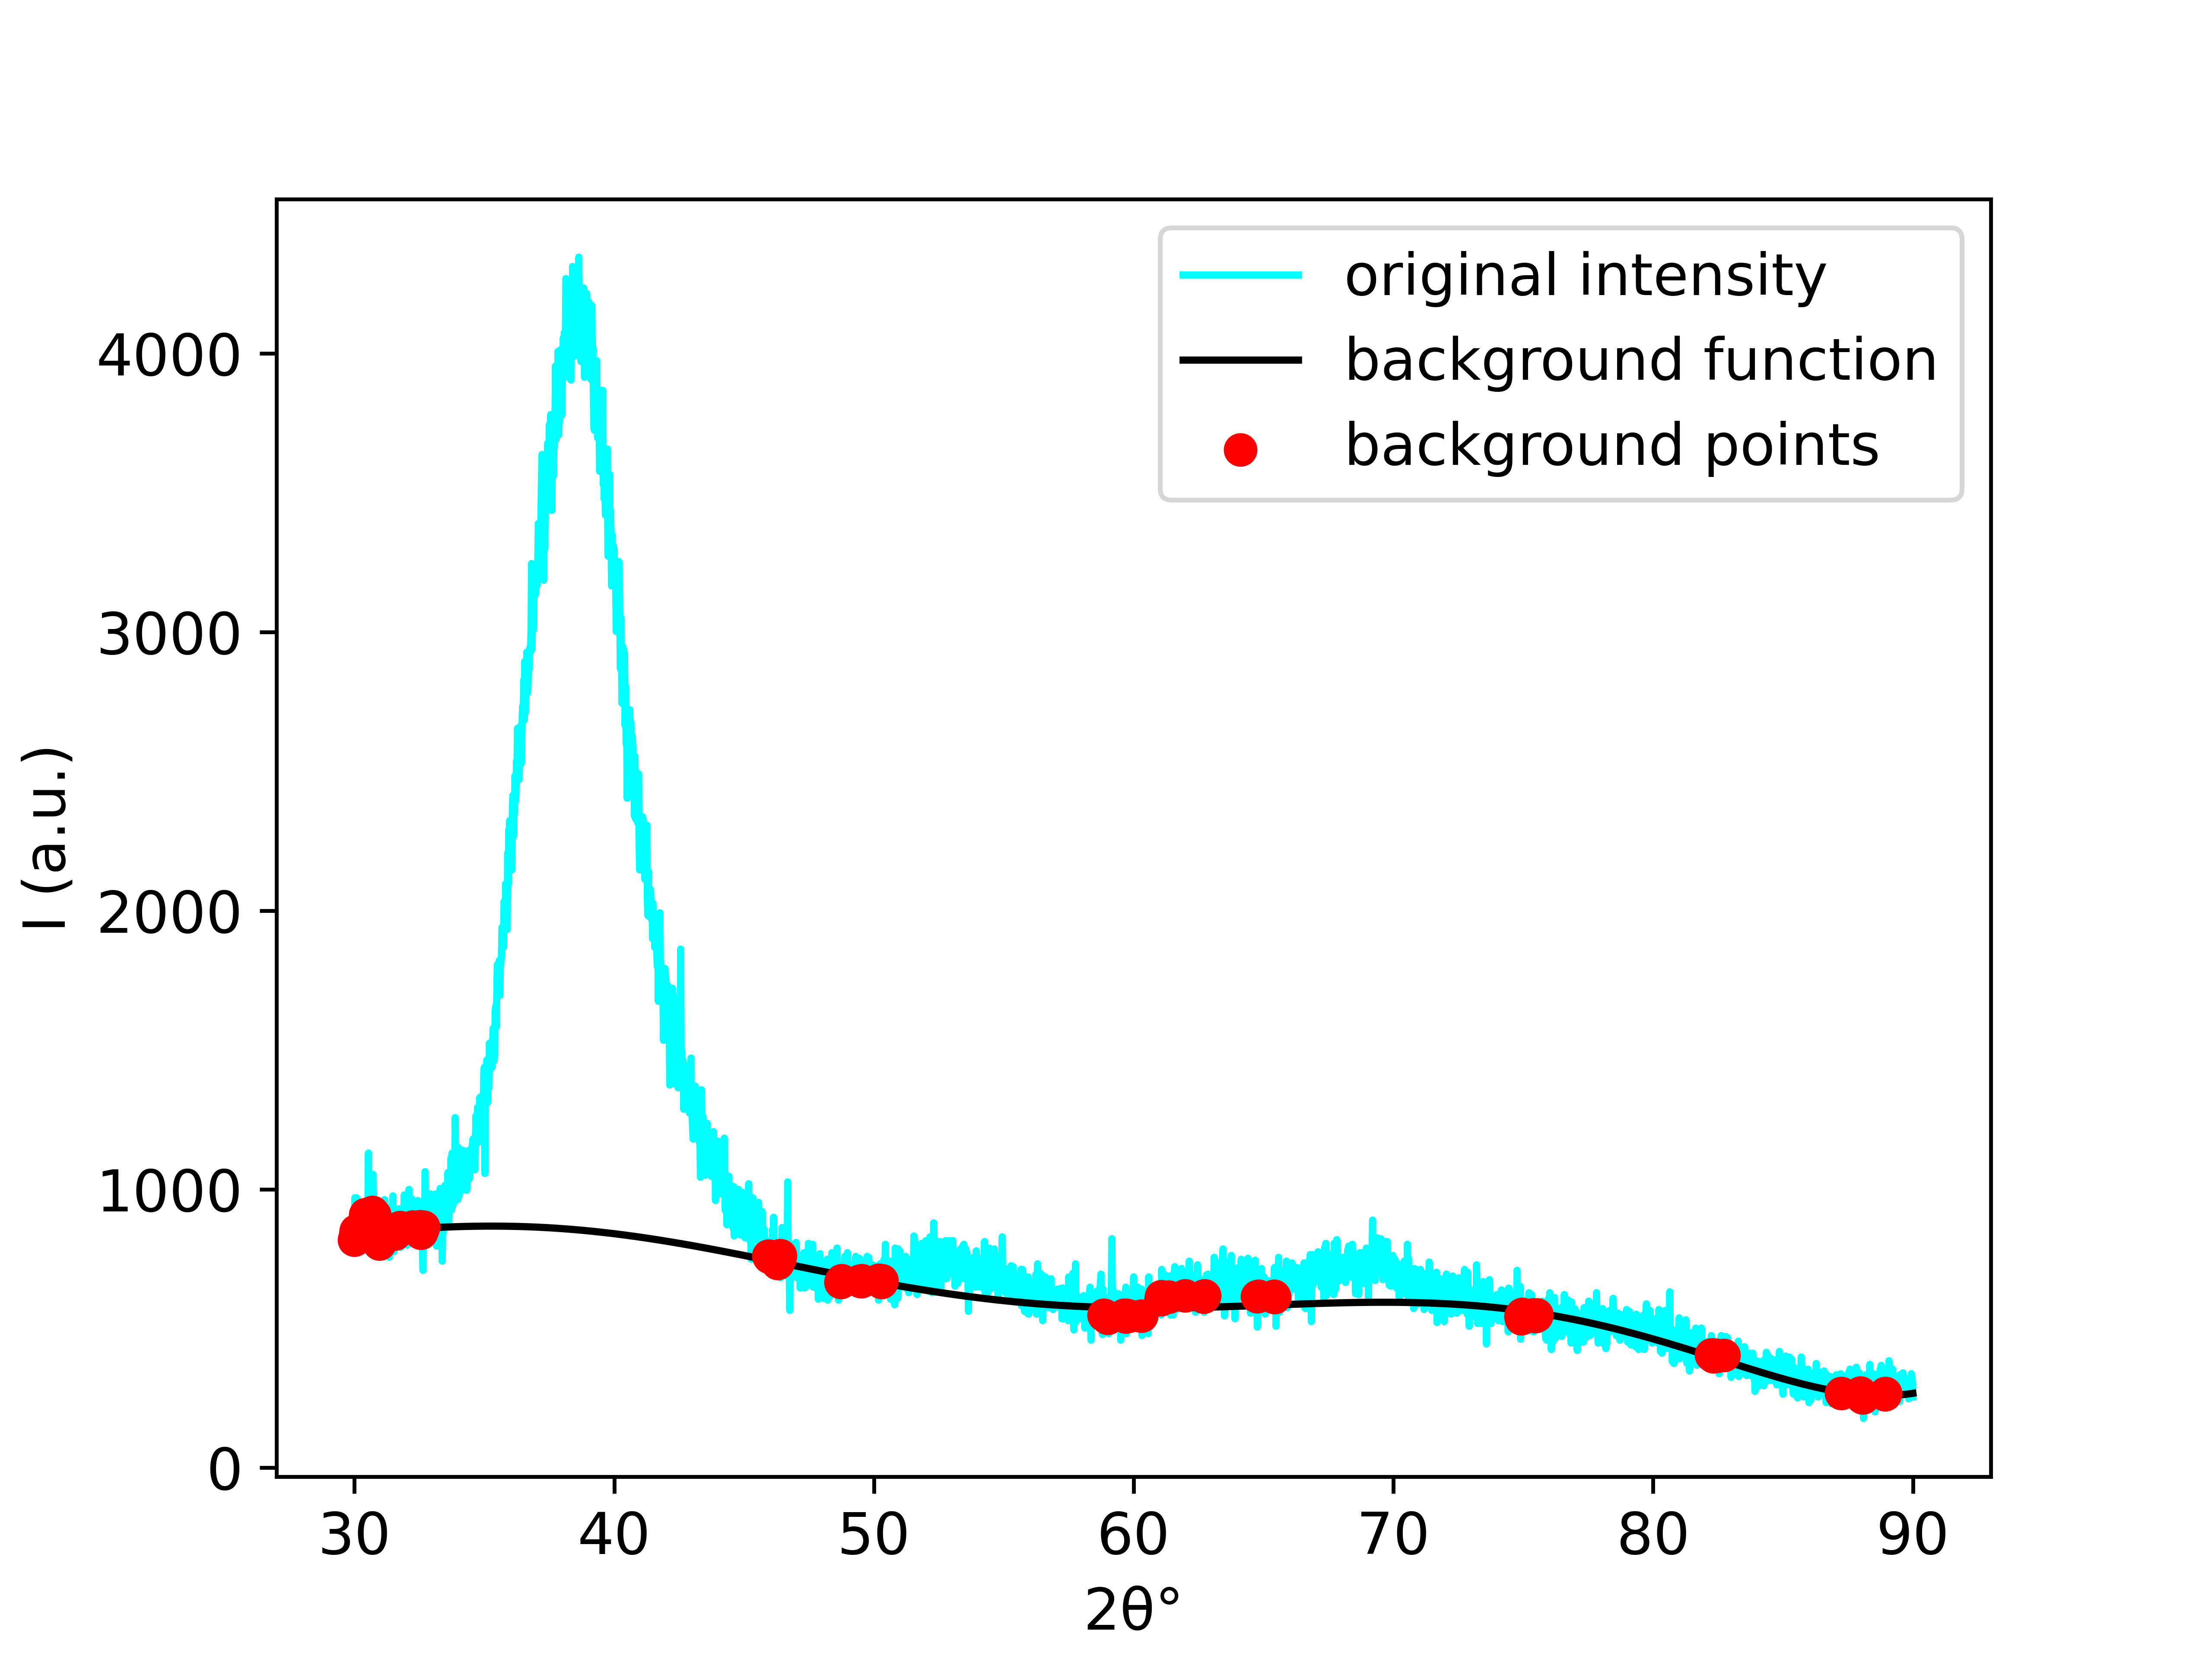 original intensity
background function
background points
4000
3000
2000
1000
0
I (a.u.)
30 40 50 60 70 80 90
2θ°